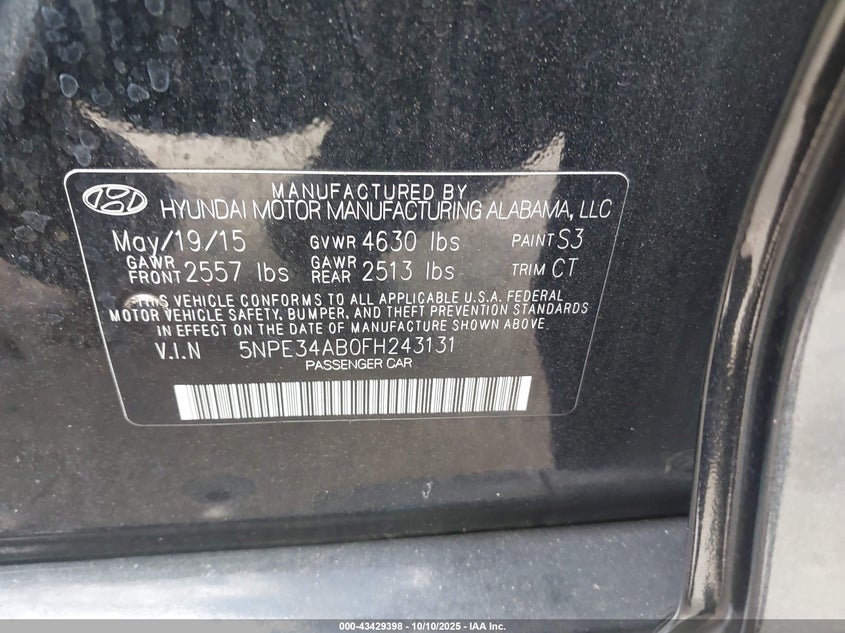 MANUFACTURED BY
HYUNDAI MOTOR MANUFACTURING ALABAMA, LLC
May/19/15 GVWR 4630 lbs PAINT S3
GAWR FRONT 2557 lbs GAWR REAR 2513 lbs TRIM CT
THIS VEHICLE CONFORMS TO ALL APPLICABLE U.S.A. FEDERAL
MOTOR VEHICLE SAFETY, BUMPER, AND THEFT PREVENTION STANDARDS
IN EFFECT ON THE DATE OF MANUFACTURE SHOWN ABOVE.
V.I.N 5NPE34AB0FH243131
PASSENGER CAR
000-43429398 - 10/10/2025 - IAA Inc.